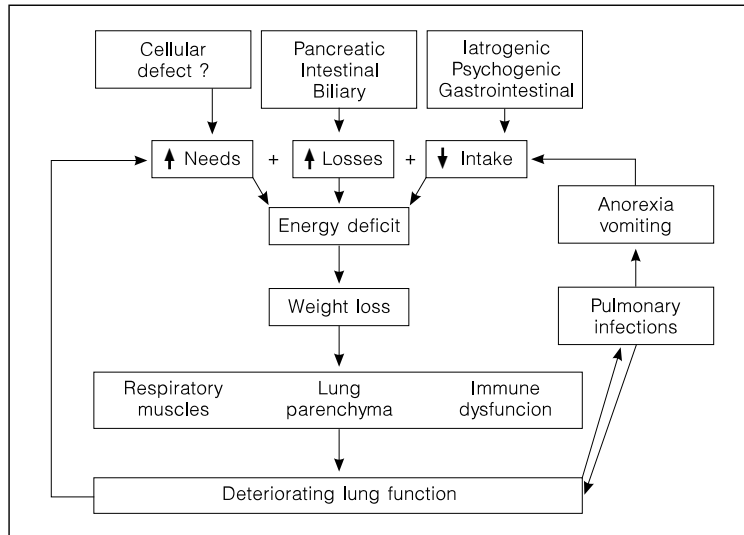 Cellular
defect ?
Pancreatic
Intestinal
Biliary
Iatrogenic
Psychogenic
Gastrointestinal
↑ Needs + ↑ Losses + ↓ Intake
Anorexia
vomiting
Energy deficit
Weight loss
Pulmonary
infections
Respiratory
muscles
Lung
parenchyma
Immune
dysfuncion
Deteriorating lung function